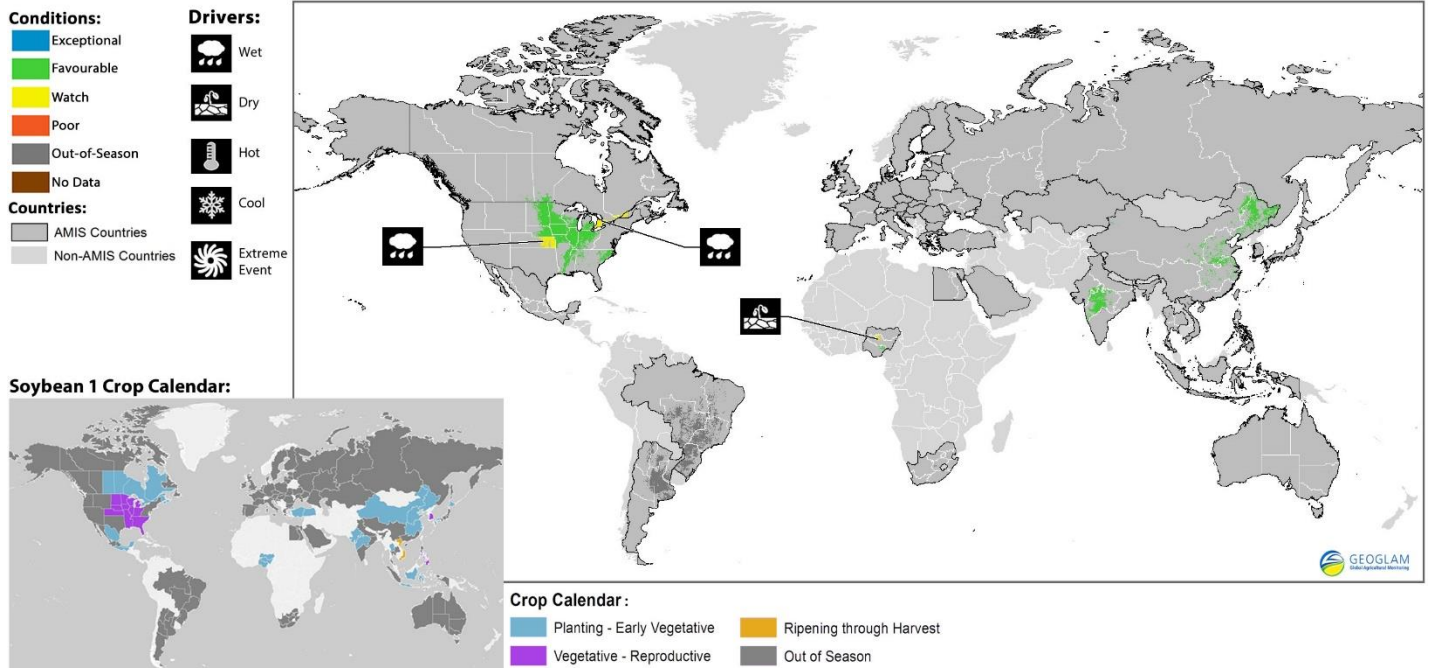 Conditions:
Exceptional
Favourable
Watch
Poor
Out-of-Season
No Data
Countries:
AMIS Countries
Non-AMIS Countries
Drivers:
Wet
Dry
Hot
Cool
Extreme
Event
GEOGLAM
Global Agricultural Monitoring
Soybean 1 Crop Calendar:
Crop Calendar :
Planting - Early Vegetative
Vegetative - Reproductive
Ripening through Harvest
Out of Season